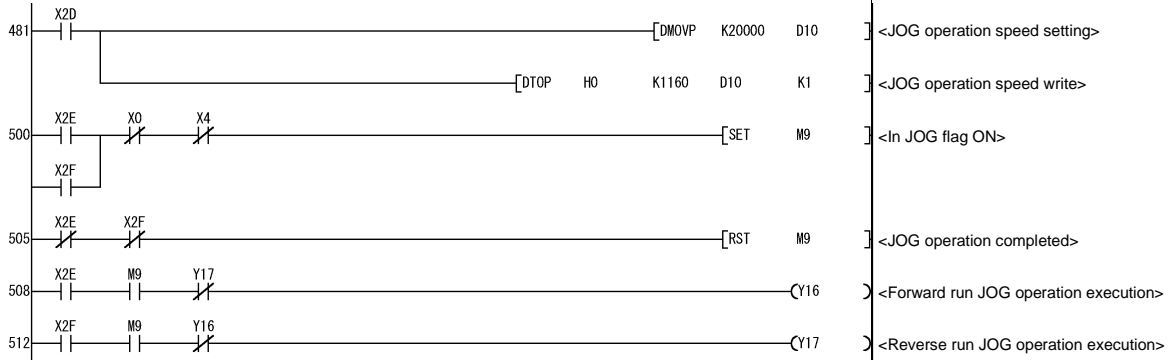 X2D
481 DMOVP K20000 D10 <JOG operation speed setting>
DTOP H0 K1160 D10 K1 <JOG operation speed write>
X2E X0 X4
500 SET M9 <In JOG flag ON>
X2F
X2E X2F
505 RST M9 <JOG operation completed>
X2E M9 Y17
508 Y16 <Forward run JOG operation execution>
X2F M9 Y16
512 Y17 <Reverse run JOG operation execution>